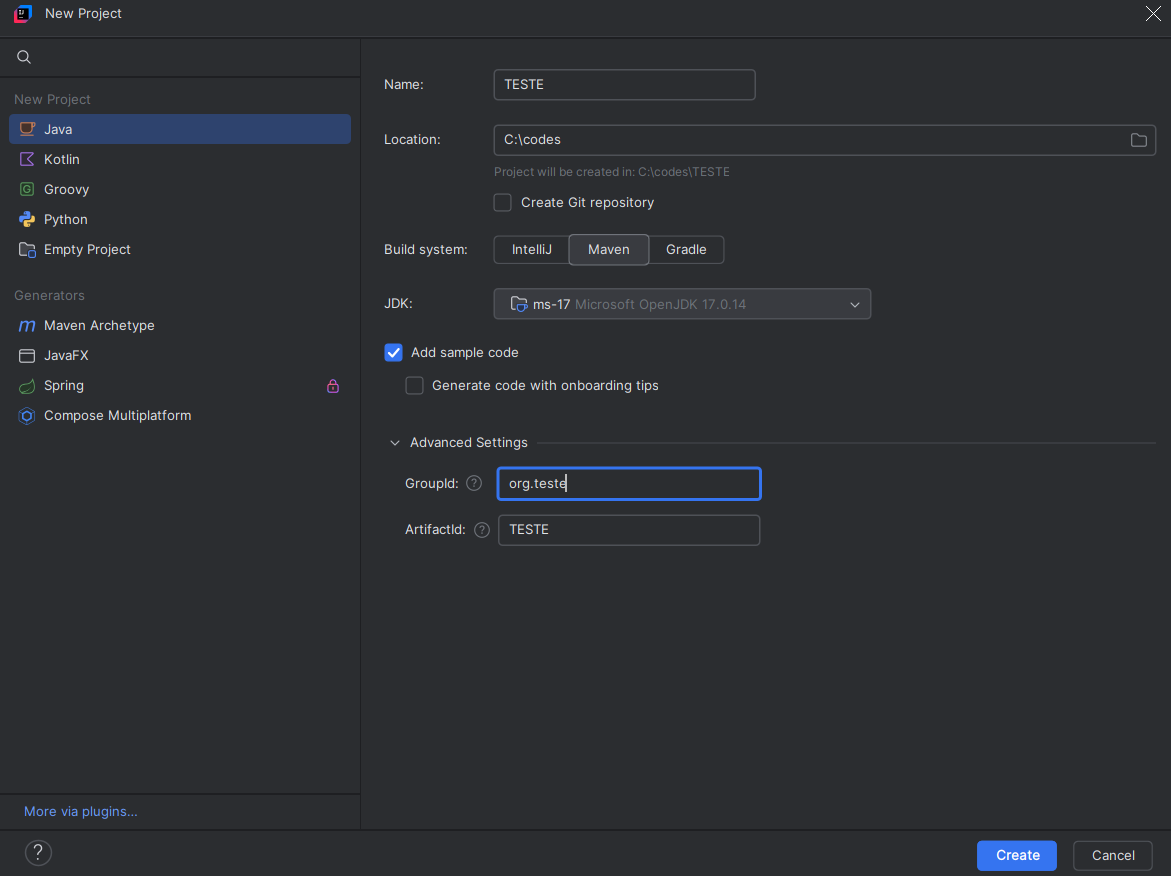 New Project
New Project
Java
Kotlin
Groovy
Python
Empty Project
Generators
Maven Archetype
JavaFX
Spring
Compose Multiplatform
More via plugins...
Name: TESTE
Location: C:\codes
Project will be created in: C:\codes\TESTE
Create Git repository
Build system: IntelliJ Maven Gradle
JDK: ms-17 Microsoft OpenJDK 17.0.14
Add sample code
Generate code with onboarding tips
Advanced Settings
GroupId: ? org.teste
ArtifactId: ? TESTE
? Create Cancel